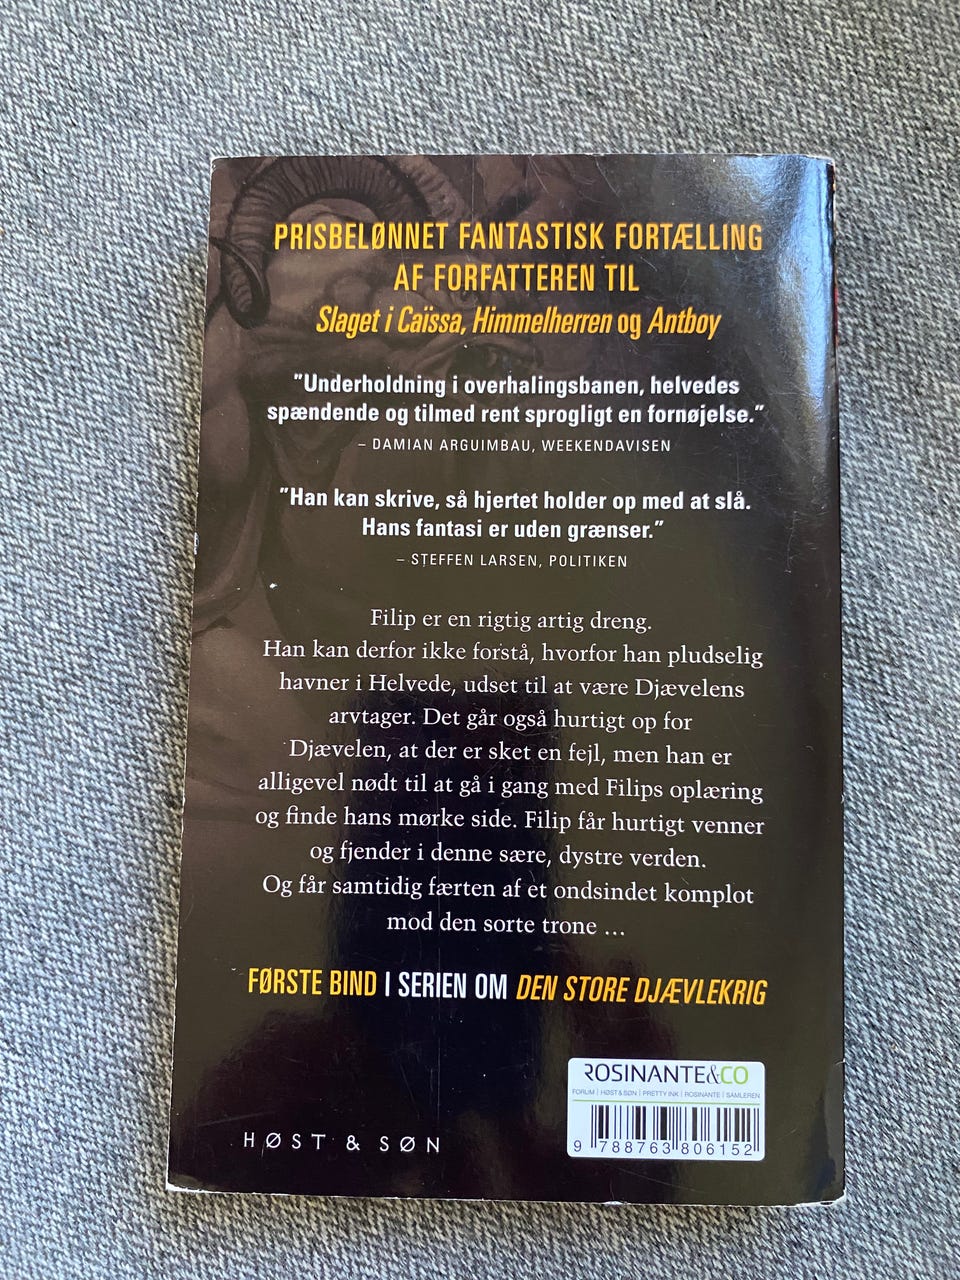 PRISBELØNNET FANTASTISK FORTÆLLING
AF FORFATTEREN TIL
Slaget i Caïssa, Himmelherren og Antboy
”Underholdning i overhalingsbanen, helvedes
spændende og tilmed rent sprogligt en fornøjelse.”
– DAMIAN ARGUIMBAU, WEEKENDAVISEN
”Han kan skrive, så hjertet holder op med at slå.
Hans fantasi er uden grænser.”
– STEFFEN LARSEN, POLITIKEN
Filip er en rigtig artig dreng.
Han kan derfor ikke forstå, hvorfor han pludselig
havner i Helvede, udset til at være Djævelens
arvtager. Det går også hurtigt op for
Djævelen, at der er sket en fejl, men han er
alligevel nødt til at gå i gang med Filips oplæring
og finde hans mørke side. Filip får hurtigt venner
og fjender i denne sære, dystre verden.
Og får samtidig færten af et ondsindet komplot
mod den sorte trone ...
FØRSTE BIND I SERIEN OM DEN STORE DJÆVLEKRIG
ROSINANTE&CO
FORUM | HØST & SØN | PRETTY INK | ROSINANTE | SAMLEREN
9 788763 806152
HØST & SØN